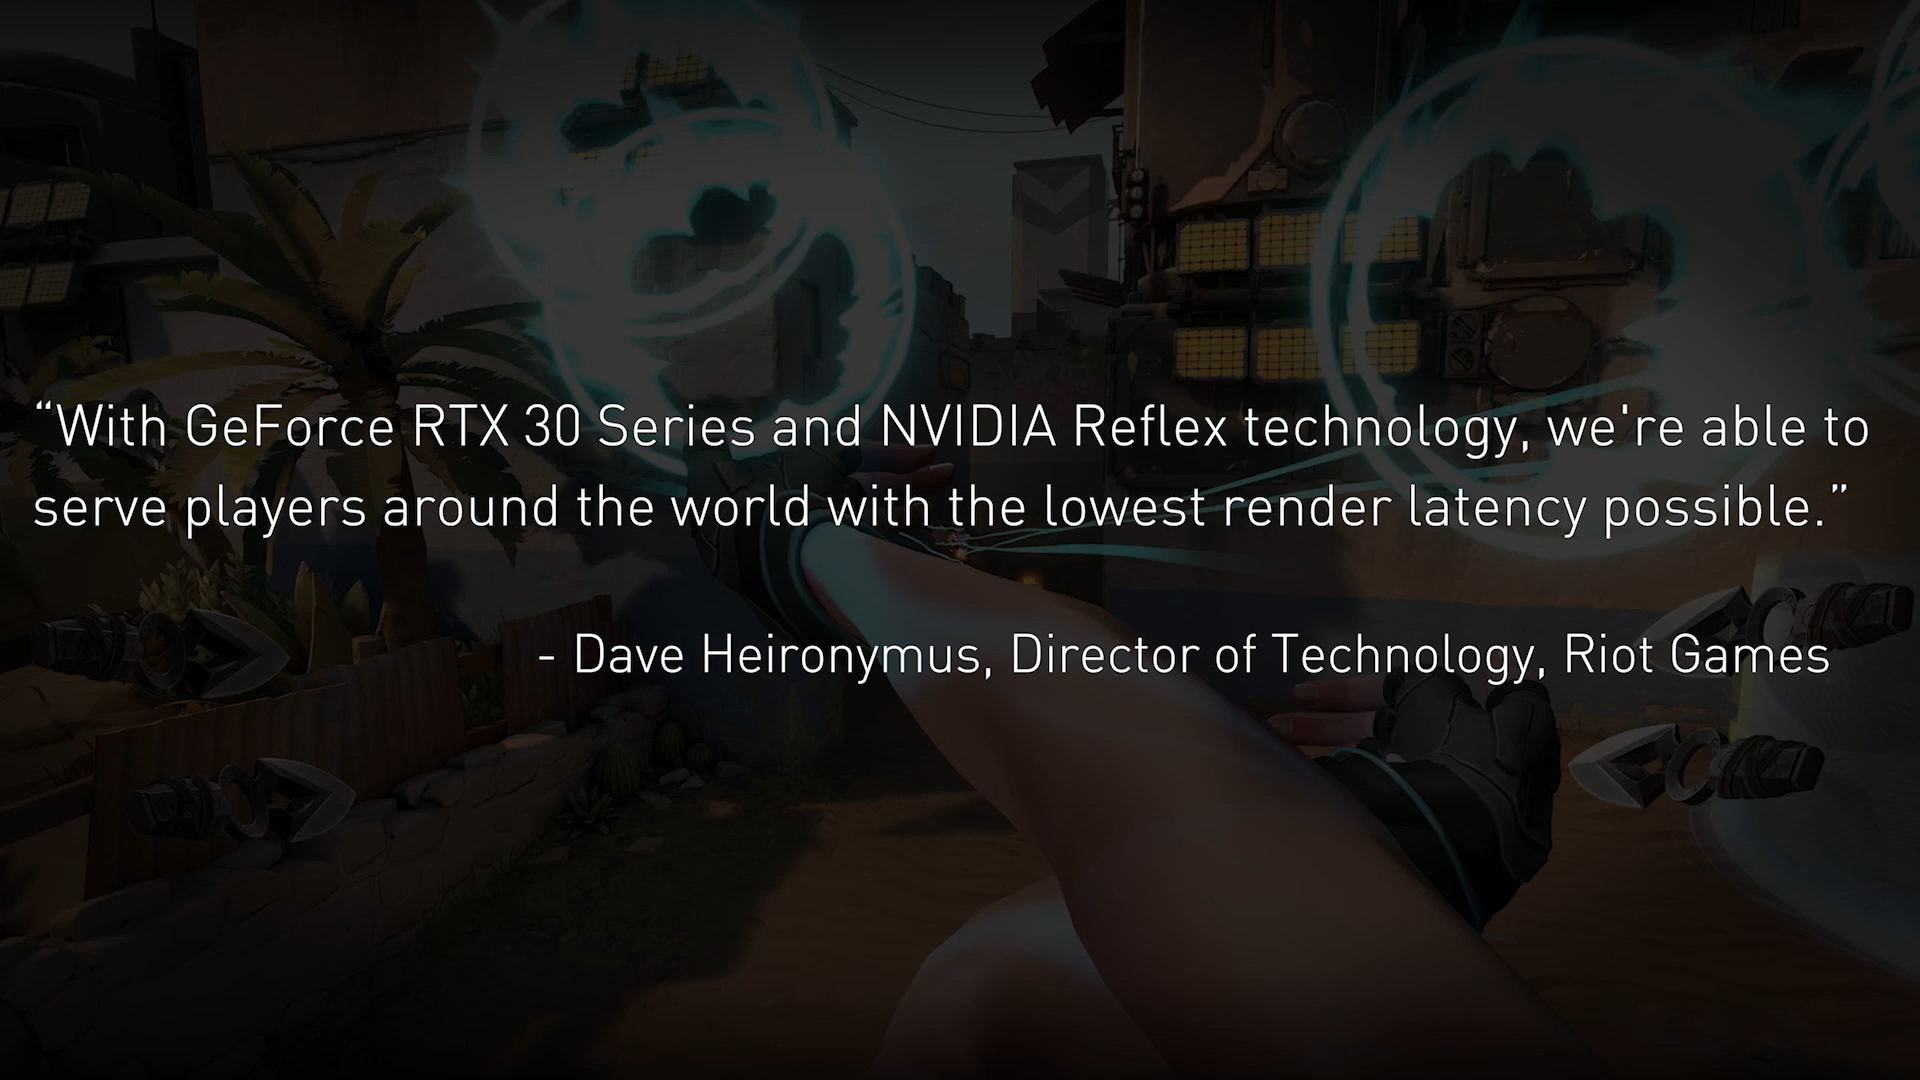 “With GeForce RTX 30 Series and NVIDIA Reflex technology, we're able to
serve players around the world with the lowest render latency possible.”
- Dave Heironymus, Director of Technology, Riot Games